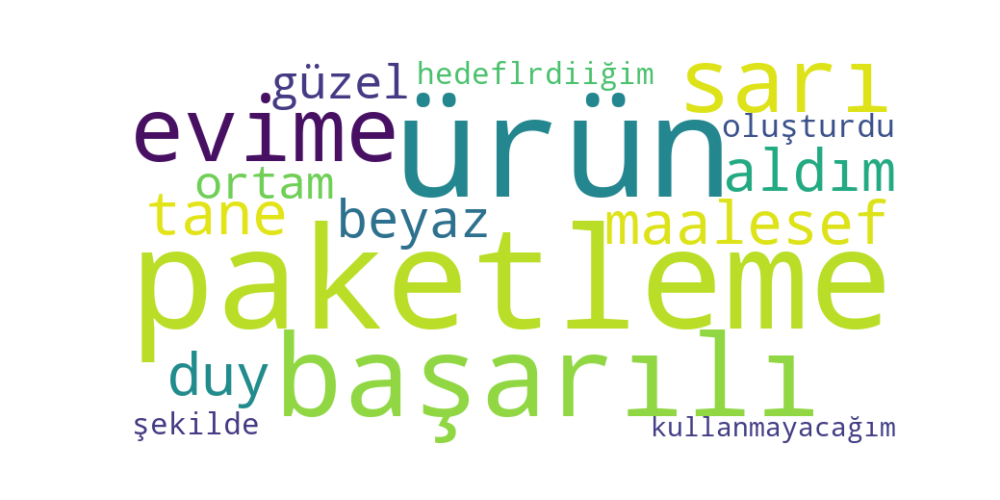 hedeflrdiiğim
güzel
sarı
evime
ürün
oluşturdu
ortam
aldım
tane
beyaz
maalesef
paketleme
başarılı
duy
şekilde
kullanmayacağım